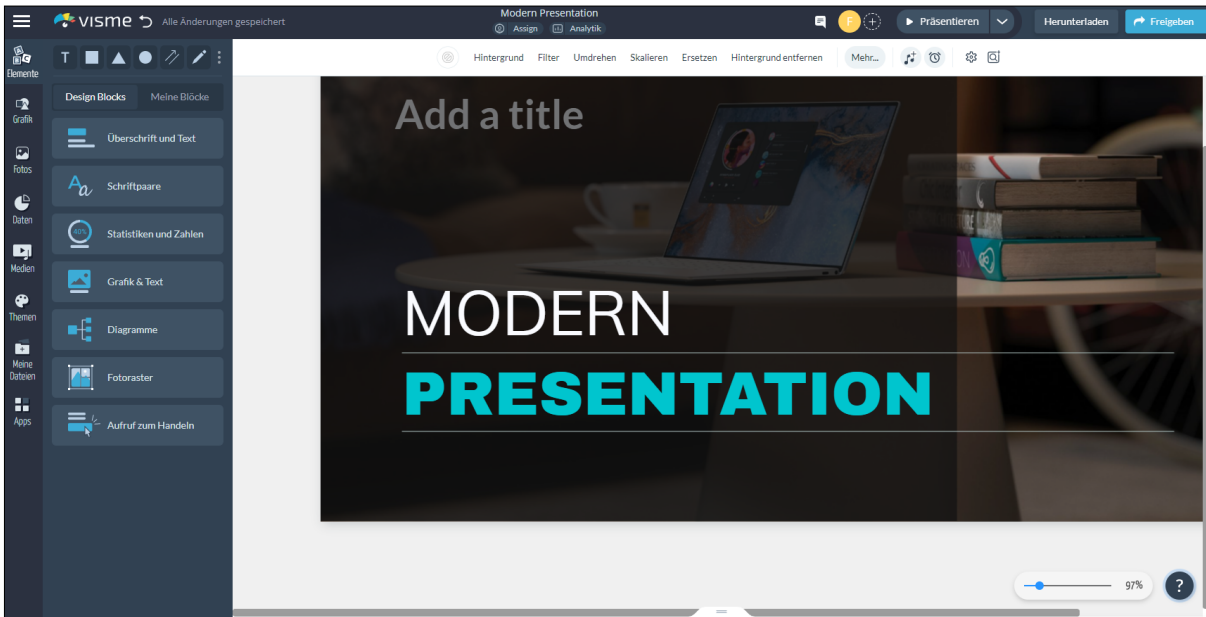 visme
Alle Änderungen gespeichert
Modern Presentation
Assign
Analytik
F
Präsentieren
Herunterladen
Freigeben
Elemente
Grafik
Fotos
Daten
Medien
Themen
Meine
Dateien
Apps
T
Design Blocks
Meine Blöcke
Überschrift und Text
Aa
Schriftpaare
40%
Statistiken und Zahlen
Grafik & Text
Diagramme
Fotoraster
Aufruf zum Handeln
Hintergrund
Filter
Umdrehen
Skalieren
Ersetzen
Hintergrund entfernen
Mehr...
Add a title
MODERN
PRESENTATION
97%
?